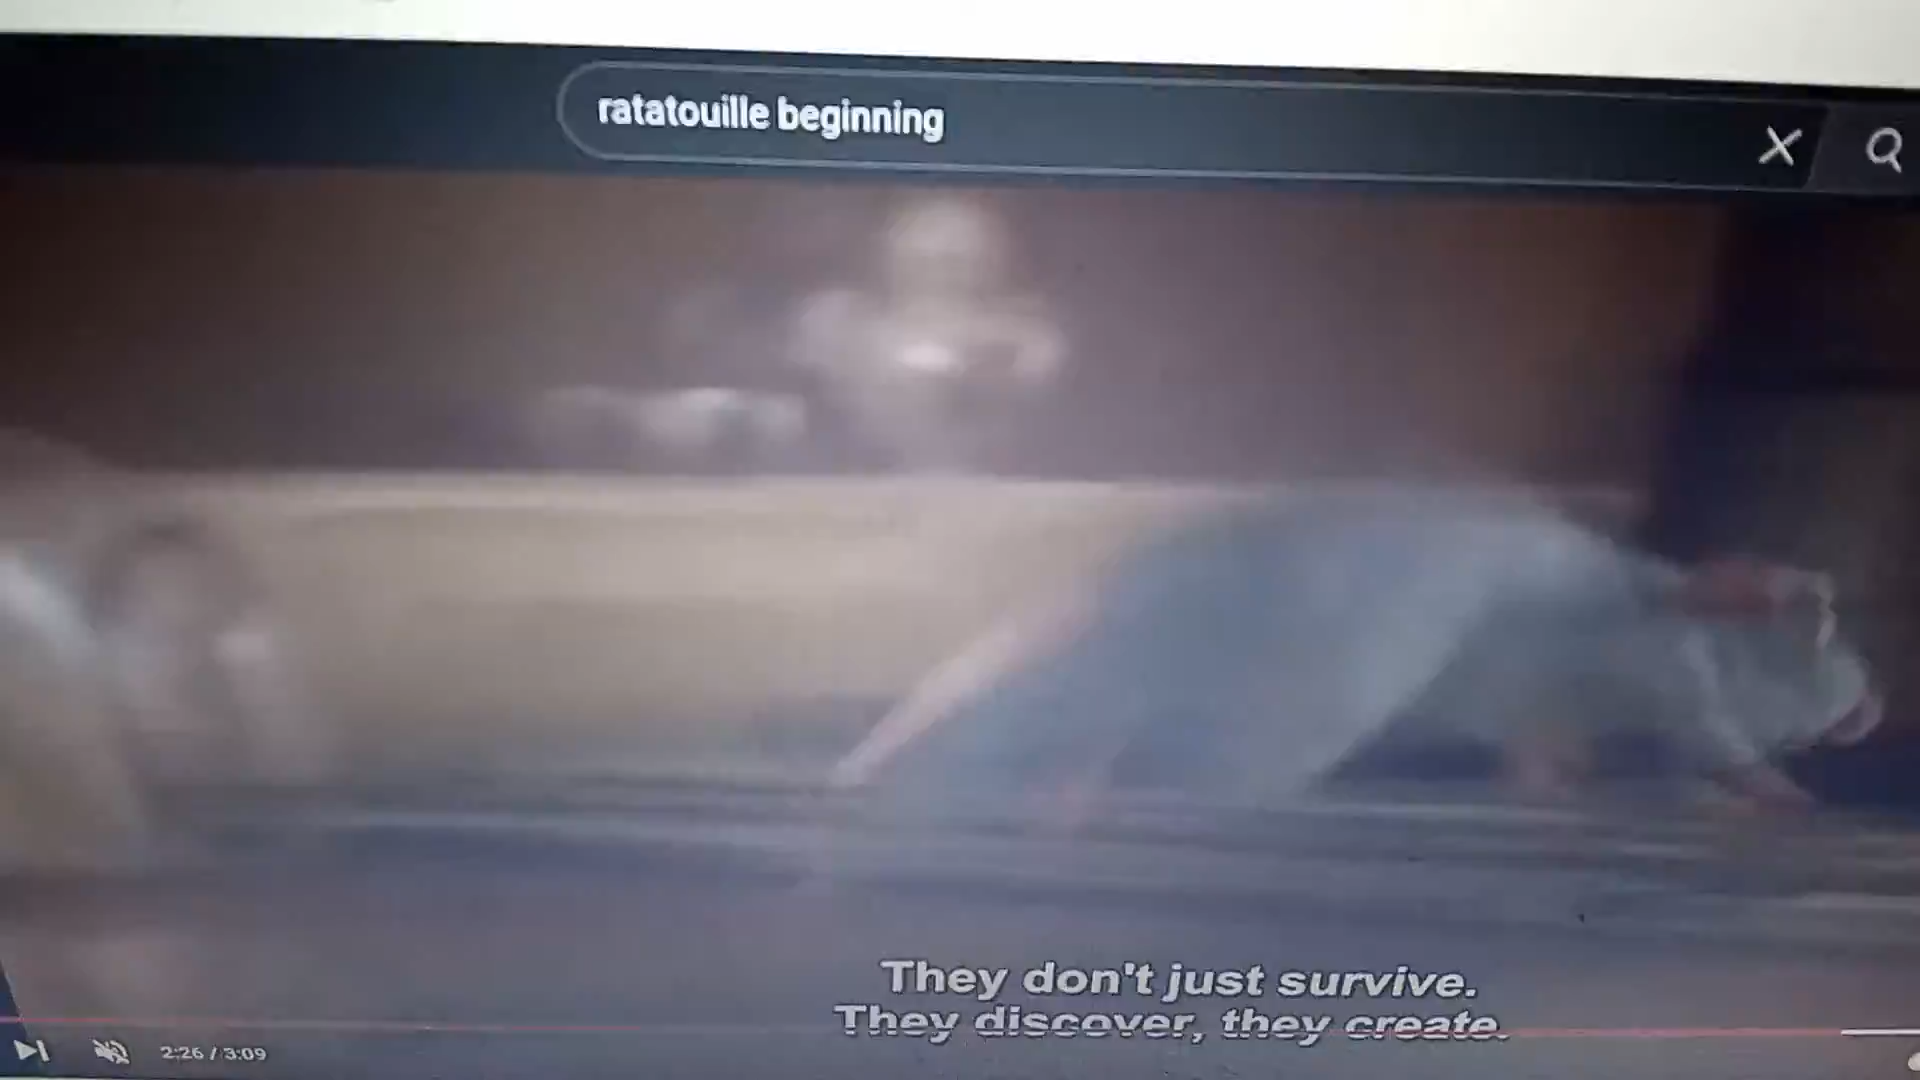 ratatouille beginning
They don't just survive.
They discover, they create.
2:26 / 3:09